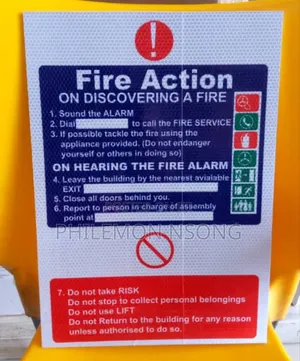 Fire Action
ON DISCOVERING A FIRE
1. Sound the ALARM
2. Dial to call the FIRE SERVICE
3. If possible tackle the fire using the
appliance provided. (Do not endanger
yourself or others in doing so)
ON HEARING THE FIRE ALARM
4. Leave the building by the nearest aviable
EXIT
5. Close all doors behind you.
6. Report to person in charge of assembly
point at
PHILEMON NSONG
7. Do not take RISK
Do not stop to collect personal belongings
Do not use LIFT
Do not Return to the building for any reason
unless authorised to do so.